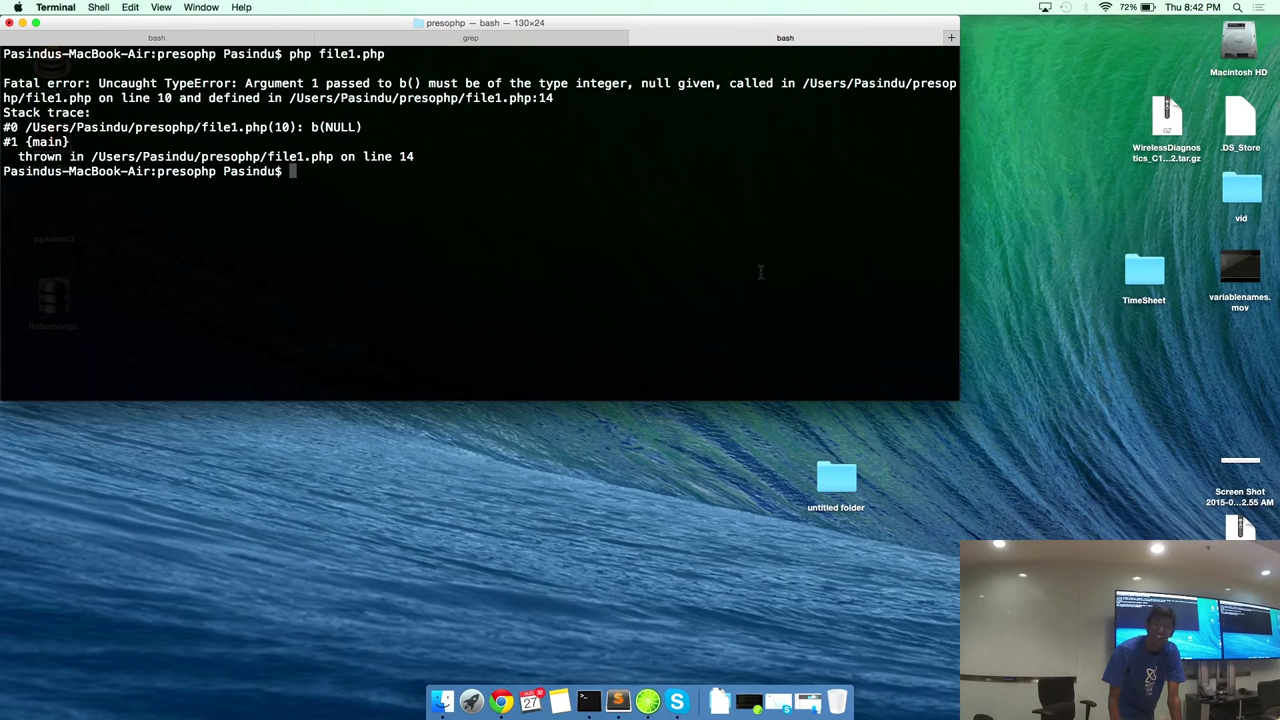 Terminal Shell Edit View Window Help
72% Thu 8:42 PM
presophp — bash — 130×24
bash grep bash +
Pasindus-MacBook-Air:presophp Pasindu$ php file1.php
Fatal error: Uncaught TypeError: Argument 1 passed to b() must be of the type integer, null given, called in /Users/Pasindu/presop
hp/file1.php on line 10 and defined in /Users/Pasindu/presophp/file1.php:14
Stack trace:
#0 /Users/Pasindu/presophp/file1.php(10): b(NULL)
#1 {main}
thrown in /Users/Pasindu/presophp/file1.php on line 14
Pasindus-MacBook-Air:presophp Pasindu$
pgAdmin3
Robomongo
Macintosh HD
GZ
WirelessDiagnos
tics_C1...2.tar.gz
.DS_Store
vid
TimeSheet
variablenames.
mov
untitled folder
Screen Shot
2015-0...2.55 AM
AUG
27